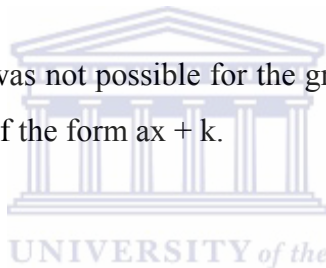 was not possible for the gr
f the form ax + k.
UNIVERSITY of the